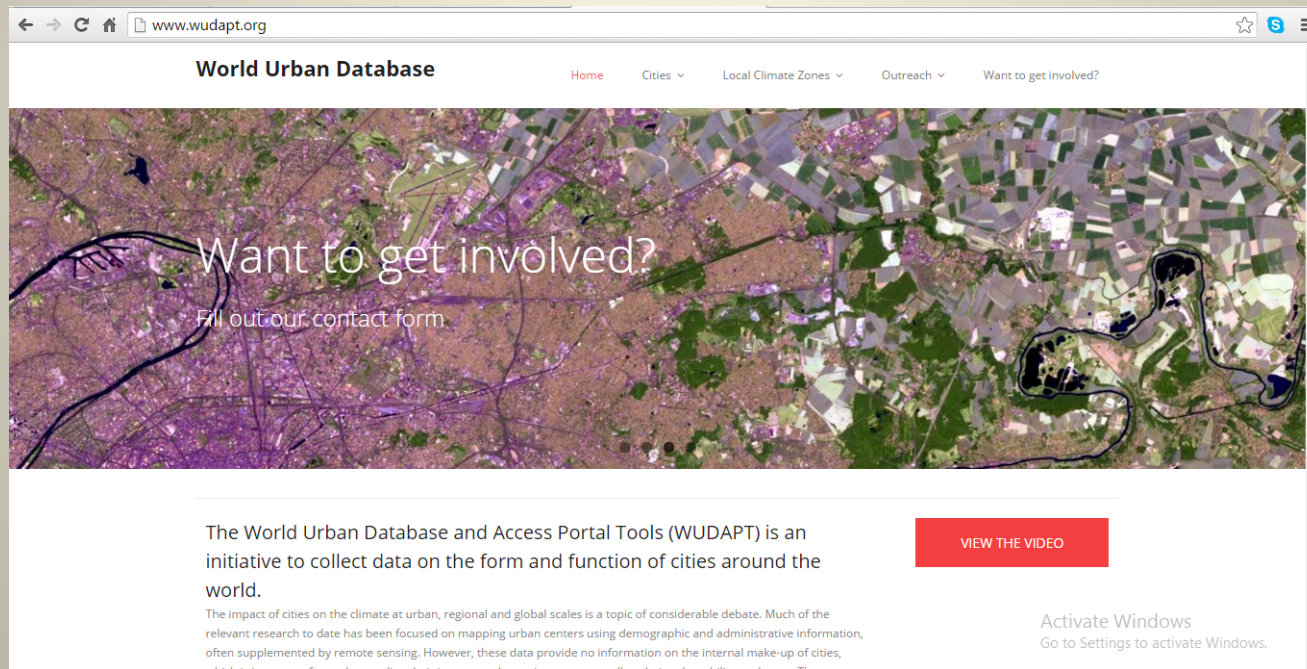 www.wudapt.org
World Urban Database
Home
Cities
Local Climate Zones
Outreach
Want to get involved?
Want to get involved?
Fill out our contact form
The World Urban Database and Access Portal Tools (WUDAPT) is an
initiative to collect data on the form and function of cities around the
world.
VIEW THE VIDEO
The impact of cities on the climate at urban, regional and global scales is a topic of considerable debate. Much of the
relevant research to date has been focused on mapping urban centers using demographic and administrative information,
often supplemented by remote sensing. However, these data provide no information on the internal make-up of cities,
Activate Windows
Go to Settings to activate Windows.